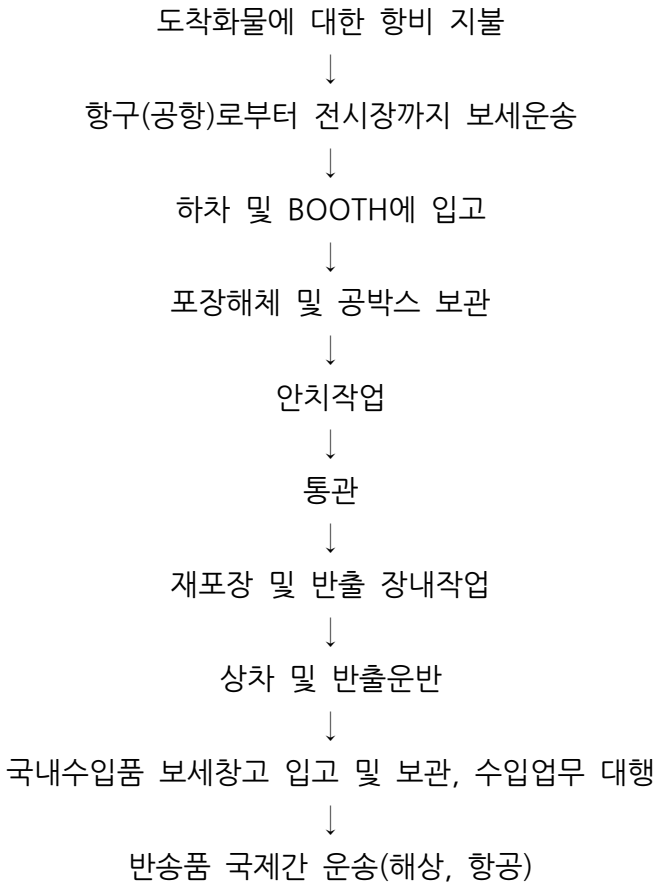 도착화물에 대한 항비 지불
↓
항구(공항)로부터 전시장까지 보세운송
↓
하차 및 BOOTH에 입고
↓
포장해체 및 공박스 보관
↓
안치작업
↓
통관
↓
재포장 및 반출 장내작업
↓
상차 및 반출운반
↓
국내수입품 보세창고 입고 및 보관, 수입업무 대행
↓
반송품 국제간 운송(해상, 항공)